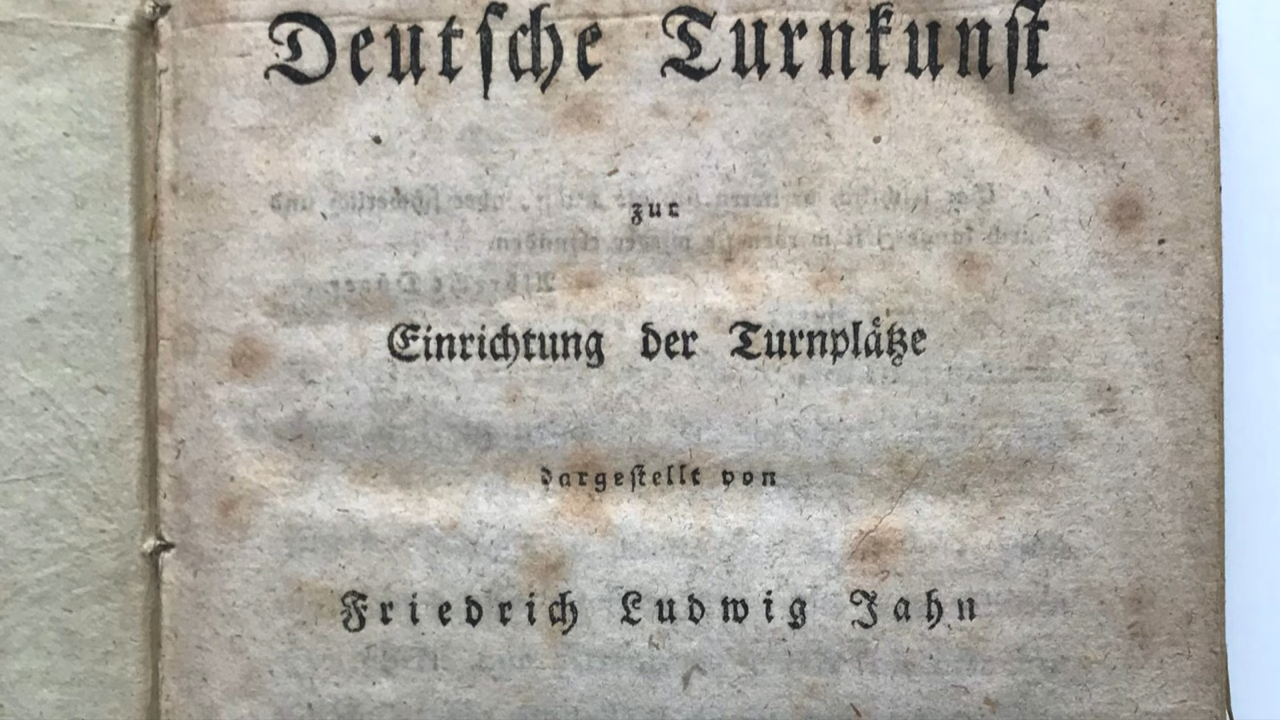 Deutsche Turnkunst
zur
Einrichtung der Turnplätze
dargestellt von
Friedrich Ludwig Jahn